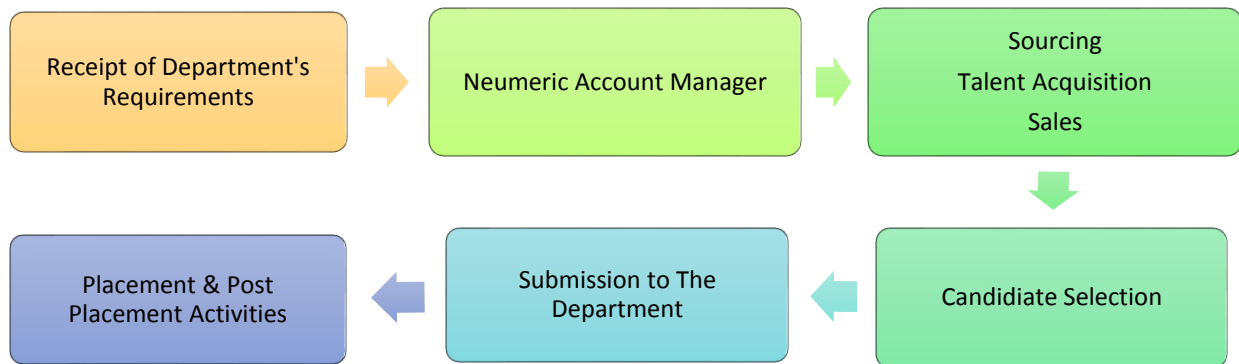 Receipt of Department's
Requirements
Neumeric Account Manager
Sourcing
Talent Acquisition
Sales
Candidiate Selection
Submission to The
Department
Placement & Post
Placement Activities